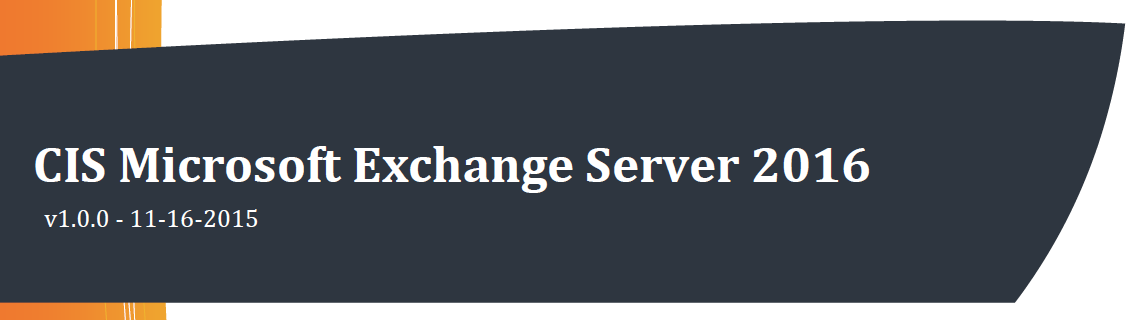 CIS Microsoft Exchange Server 2016
v1.0.0 - 11-16-2015